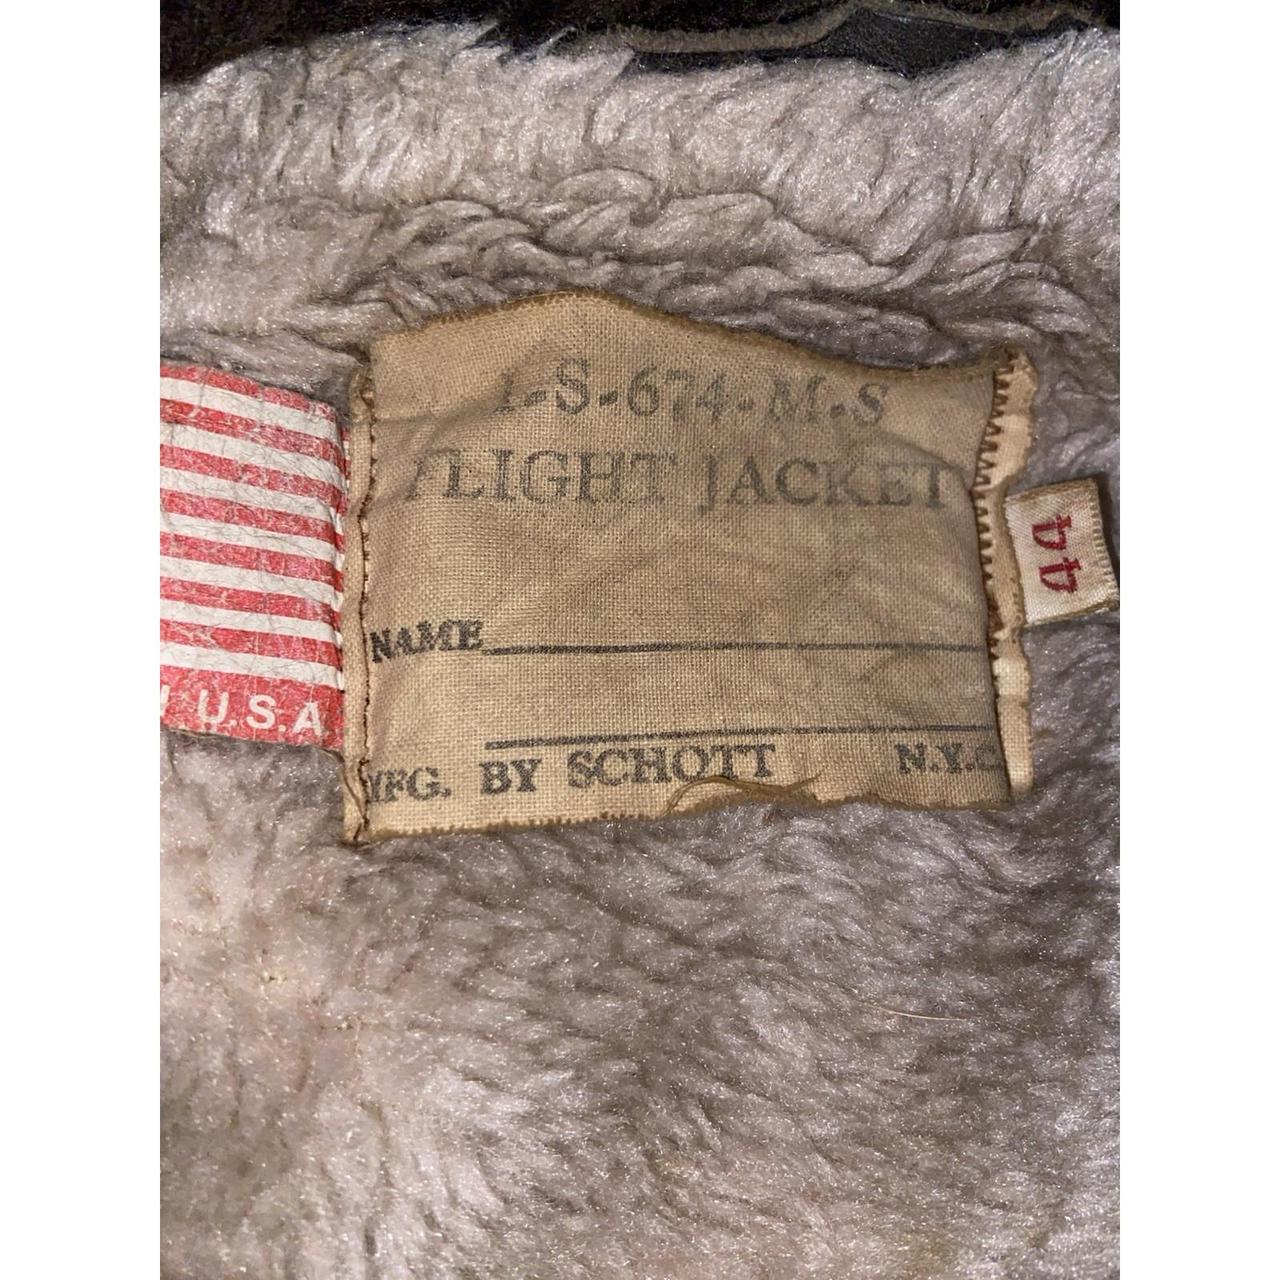 I-S-674-M-S
FLIGHT JACKET
44
NAME
U.S.A
MFG. BY SCHOTT N.Y.C.